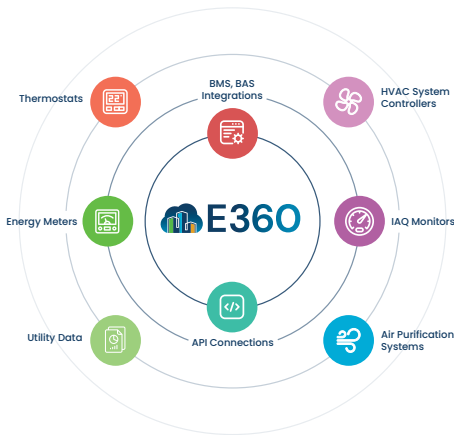 BMS, BAS
Integrations
Thermostats
22°
HVAC System
Controllers
Energy Meters
E360
IAQ Monitors
</>
Utility Data
API Connections
Air Purification
Systems